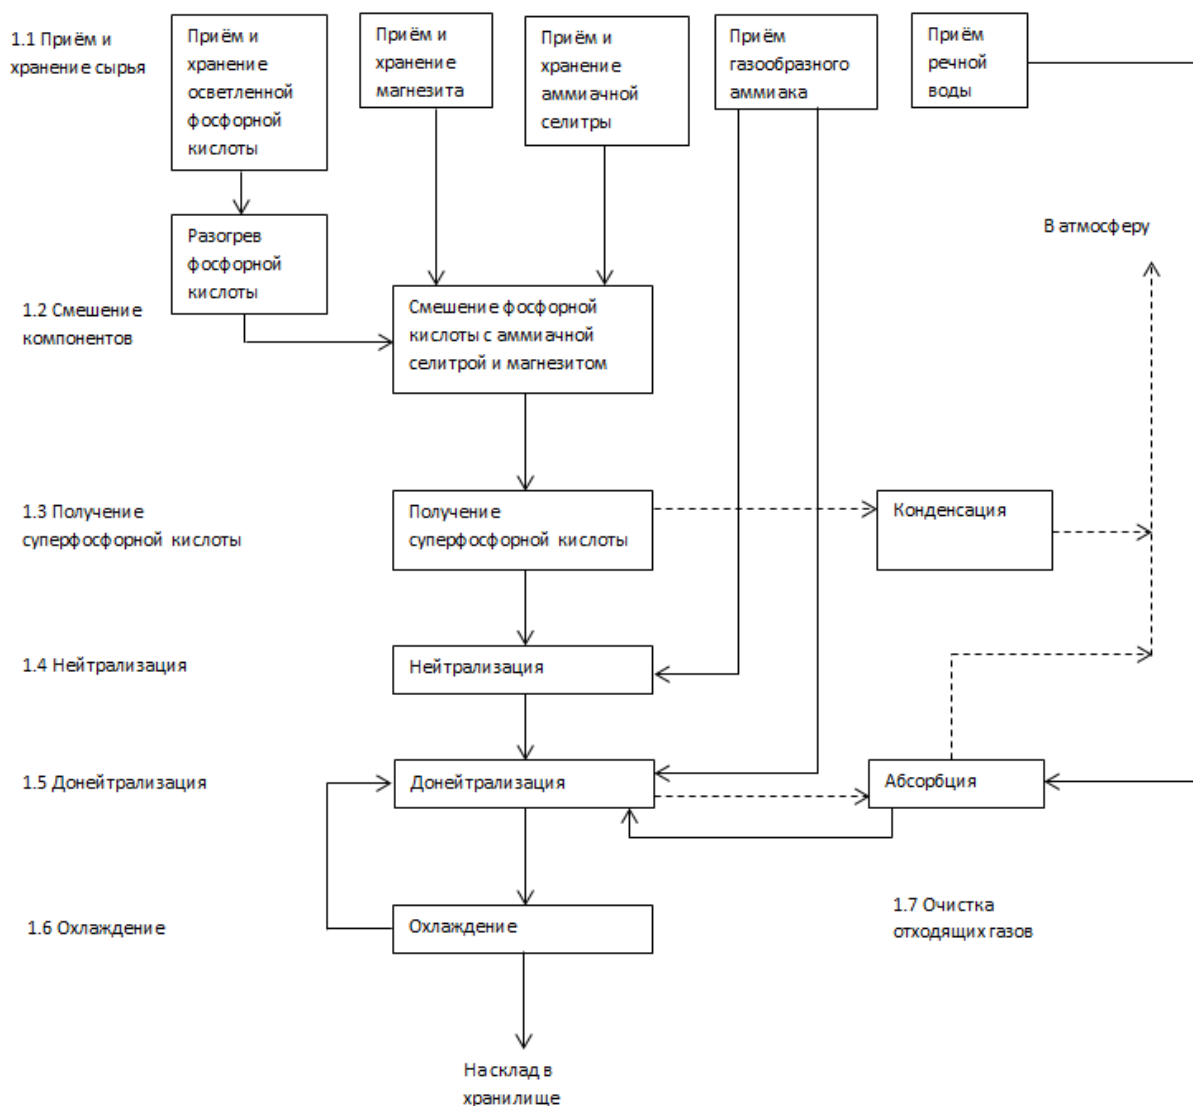 1.1 Приём и
хранение сырья
Приём и
хранение
осветленной
фосфорной
кислоты
Приём и
хранение
магнезита
Приём и
хранение
аммиачной
селитры
Приём
газообразного
аммиака
Приём
речной
воды
Разогрев
фосфорной
кислоты
В атмосферу
1.2 Смешение
компонентов
Смешение фосфорной
кислоты с аммиачной
селитрой и магнезитом
1.3 Получение
суперфосфорной кислоты
Получение
суперфосфорной кислоты
Конденсация
1.4 Нейтрализация
Нейтрализация
1.5 Донейтрализация
Донейтрализация
Абсорбция
1.6 Охлаждение
Охлаждение
1.7 Очистка
отходящих газов
На склад в
хранилище